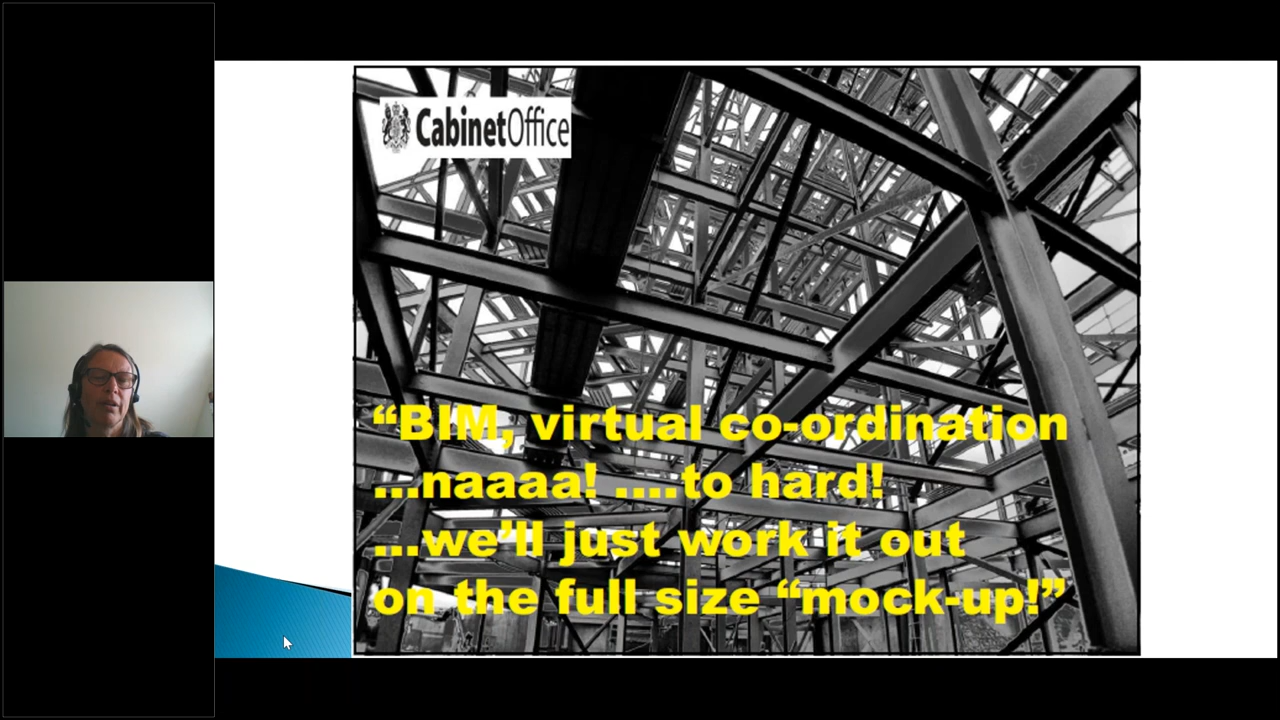 CabinetOffice
“BIM, virtual co-ordination
...naaaa! ....to hard!
...we’ll just work it out
on the full size “mock-up!”